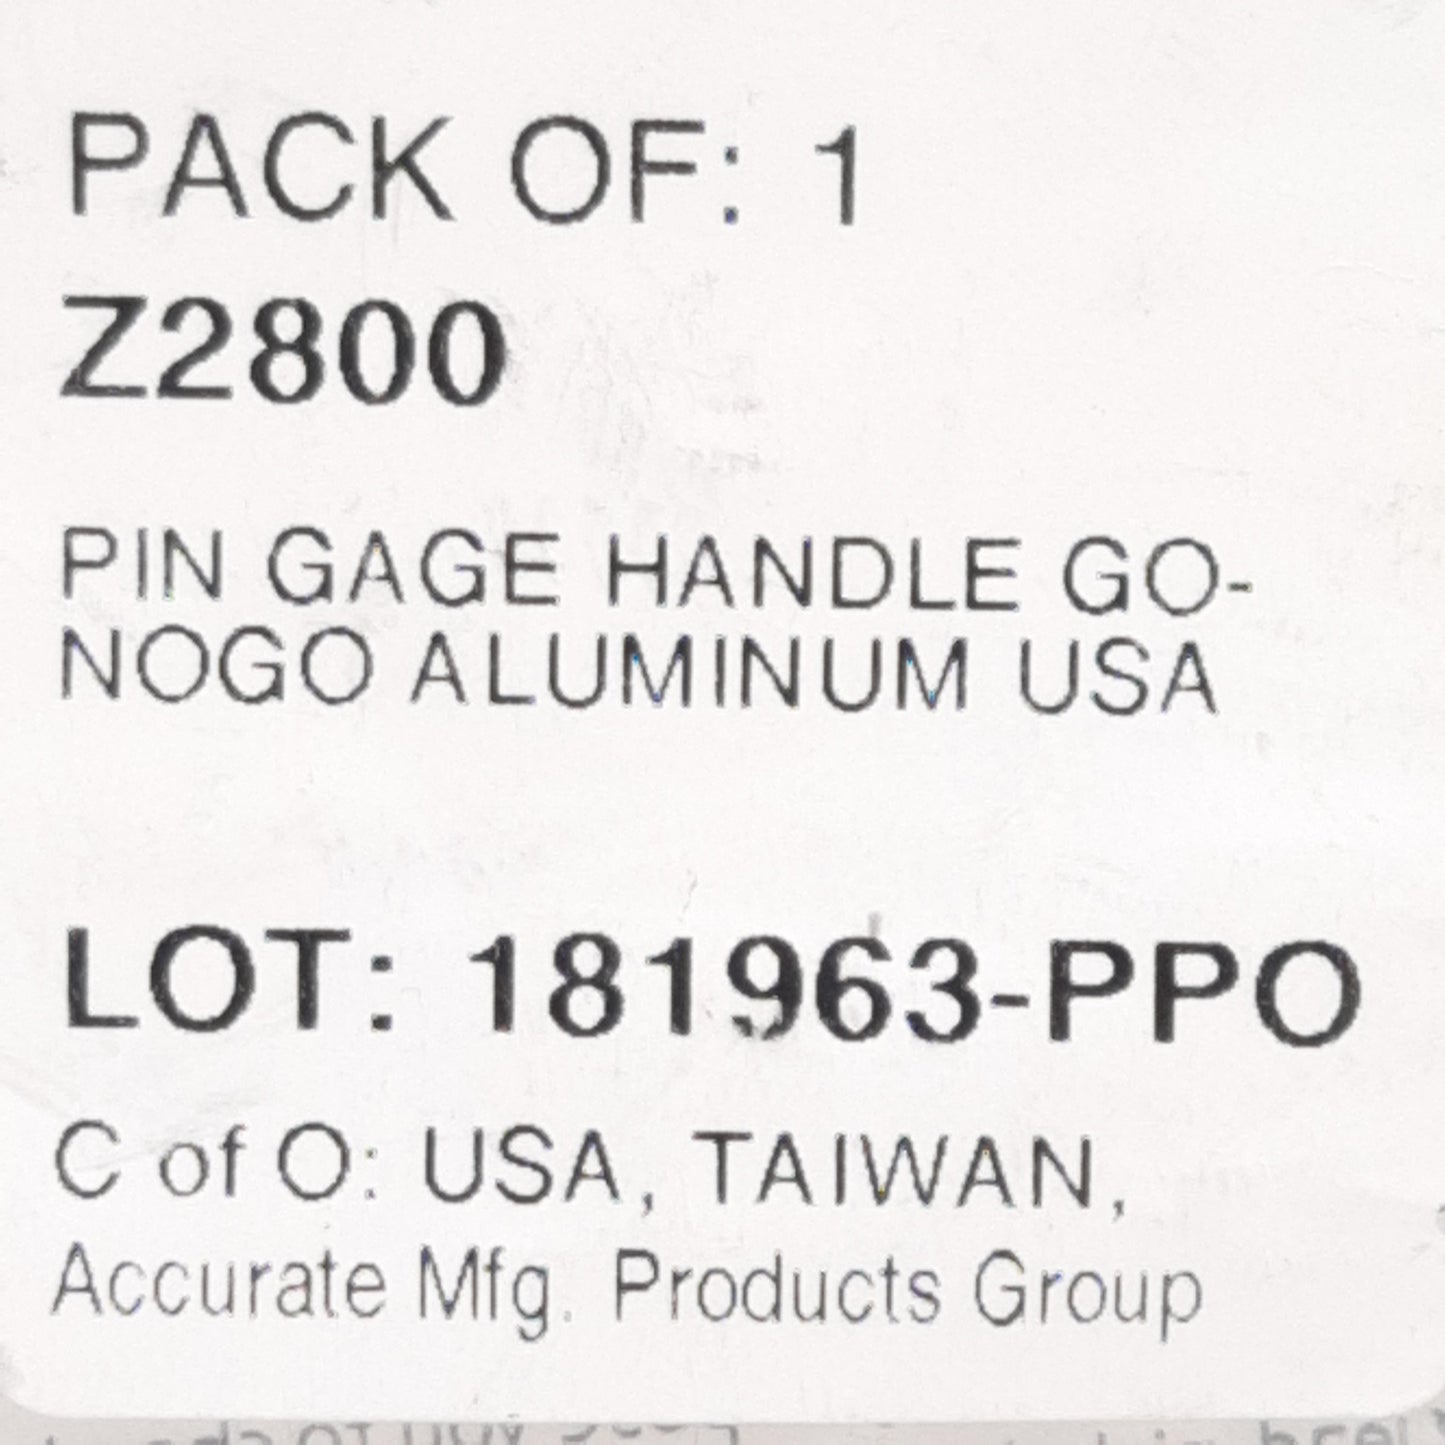 PACK OF: 1
Z2800
PIN GAGE HANDLE GO-
NOGO ALUMINUM USA
LOT: 181963-PPO
C of O: USA, TAIWAN,
Accurate Mfg. Products Group